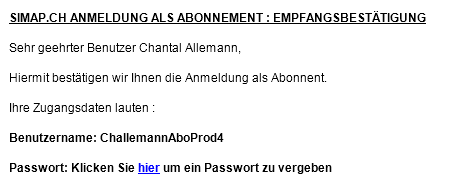 SIMAP.CH ANMELDUNG ALS ABONNEMENT : EMPFANGSBESTÄTIGUNG
Sehr geehrter Benutzer Chantal Allemann,
Hiermit bestätigen wir Ihnen die Anmeldung als Abonnent.
Ihre Zugangsdaten lauten :
Benutzername: ChallemannAboProd4
Passwort: Klicken Sie hier um ein Passwort zu vergeben